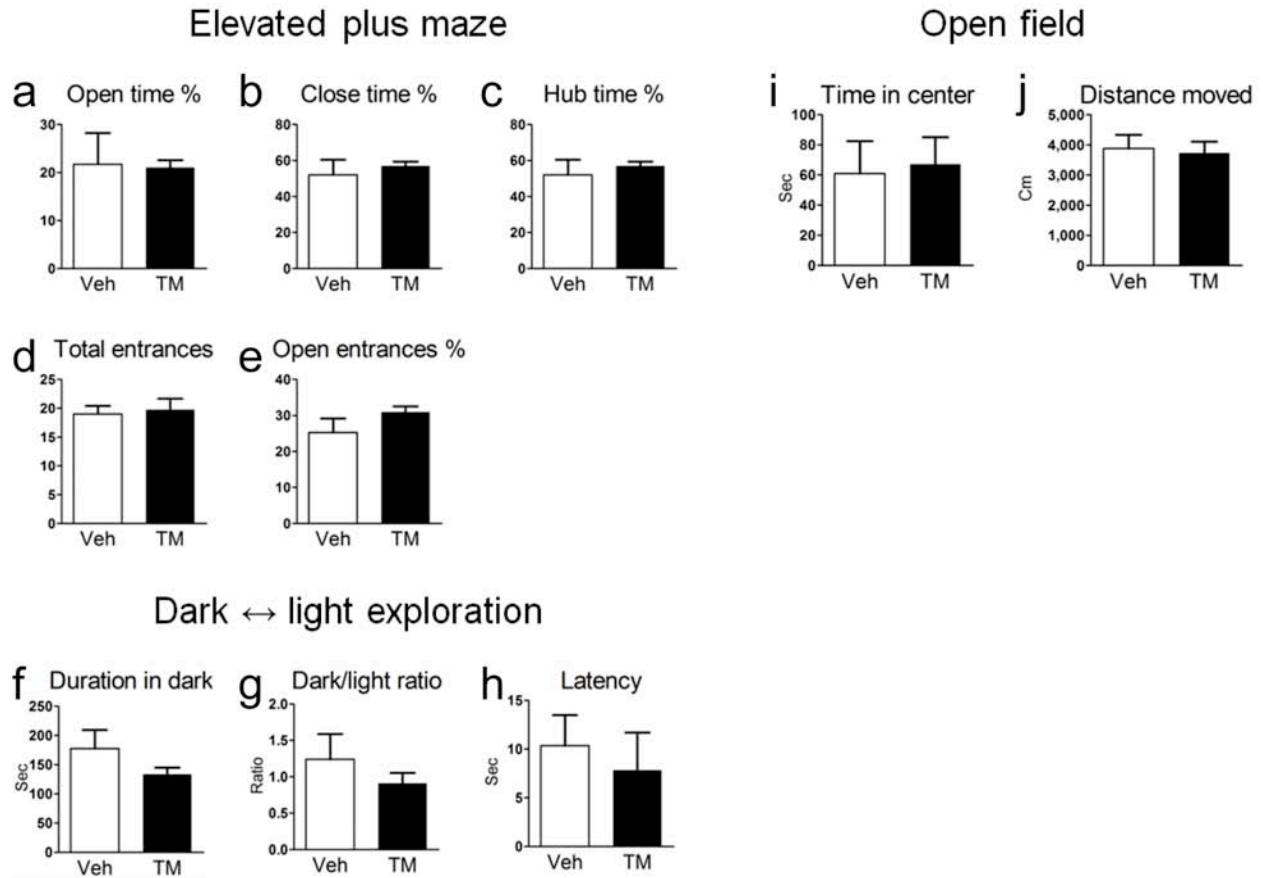 Elevated plus maze
Open field
a Open time %
30
20
10
0
Veh TM
b Close time %
80
60
40
20
0
Veh TM
c Hub time %
80
60
40
20
0
Veh TM
i Time in center
Sec
100
80
60
40
20
0
Veh TM
j Distance moved
Cm
5,000
4,000
3,000
2,000
1,000
0
Veh TM
d Total entrances
25
20
15
10
5
0
Veh TM
e Open entrances %
40
30
20
10
0
Veh TM
Dark ↔ light exploration
f Duration in dark
Sec
250
200
150
100
50
0
Veh TM
g Dark/light ratio
Ratio
2.0
1.5
1.0
0.5
0.0
Veh TM
h Latency
Sec
15
10
5
0
Veh TM